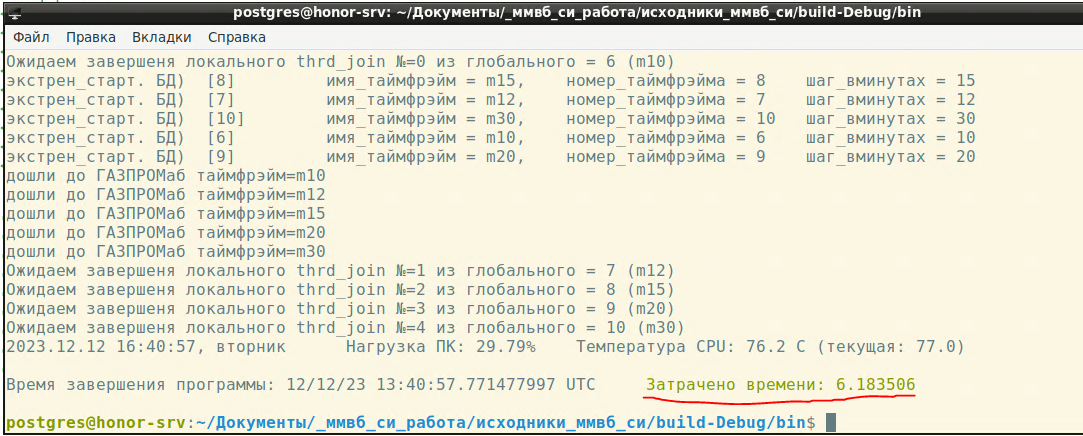 postgres@honor-srv: ~/Документы/_ммвб_си_работа/исходники_ммвб_си/build-Debug/bin
Файл Правка Вкладки Справка
Ожидаем завершеня локального thrd_join №=0 из глобального = 6 (m10)
экстрен_старт. БД) [8] имя_таймфрэйм = m15, номер_таймфрэйма = 8 шаг_вминутах = 15
экстрен_старт. БД) [7] имя_таймфрэйм = m12, номер_таймфрэйма = 7 шаг_вминутах = 12
экстрен_старт. БД) [10] имя_таймфрэйм = m30, номер_таймфрэйма = 10 шаг_вминутах = 30
экстрен_старт. БД) [6] имя_таймфрэйм = m10, номер_таймфрэйма = 6 шаг_вминутах = 10
экстрен_старт. БД) [9] имя_таймфрэйм = m20, номер_таймфрэйма = 9 шаг_вминутах = 20
дошли до ГАЗПРОМаб таймфрэйм=m10
дошли до ГАЗПРОМаб таймфрэйм=m12
дошли до ГАЗПРОМаб таймфрэйм=m15
дошли до ГАЗПРОМаб таймфрэйм=m20
дошли до ГАЗПРОМаб таймфрэйм=m30
Ожидаем завершеня локального thrd_join №=1 из глобального = 7 (m12)
Ожидаем завершеня локального thrd_join №=2 из глобального = 8 (m15)
Ожидаем завершеня локального thrd_join №=3 из глобального = 9 (m20)
Ожидаем завершеня локального thrd_join №=4 из глобального = 10 (m30)
2023.12.12 16:40:57, вторник Нагрузка ПК: 29.79% Температура CPU: 76.2 C (текущая: 77.0)
Время завершения программы: 12/12/23 13:40:57.771477997 UTC Затрачено времени: 6.183506
postgres@honor-srv:~/Документы/_ммвб_си_работа/исходники_ммвб_си/build-Debug/bin$